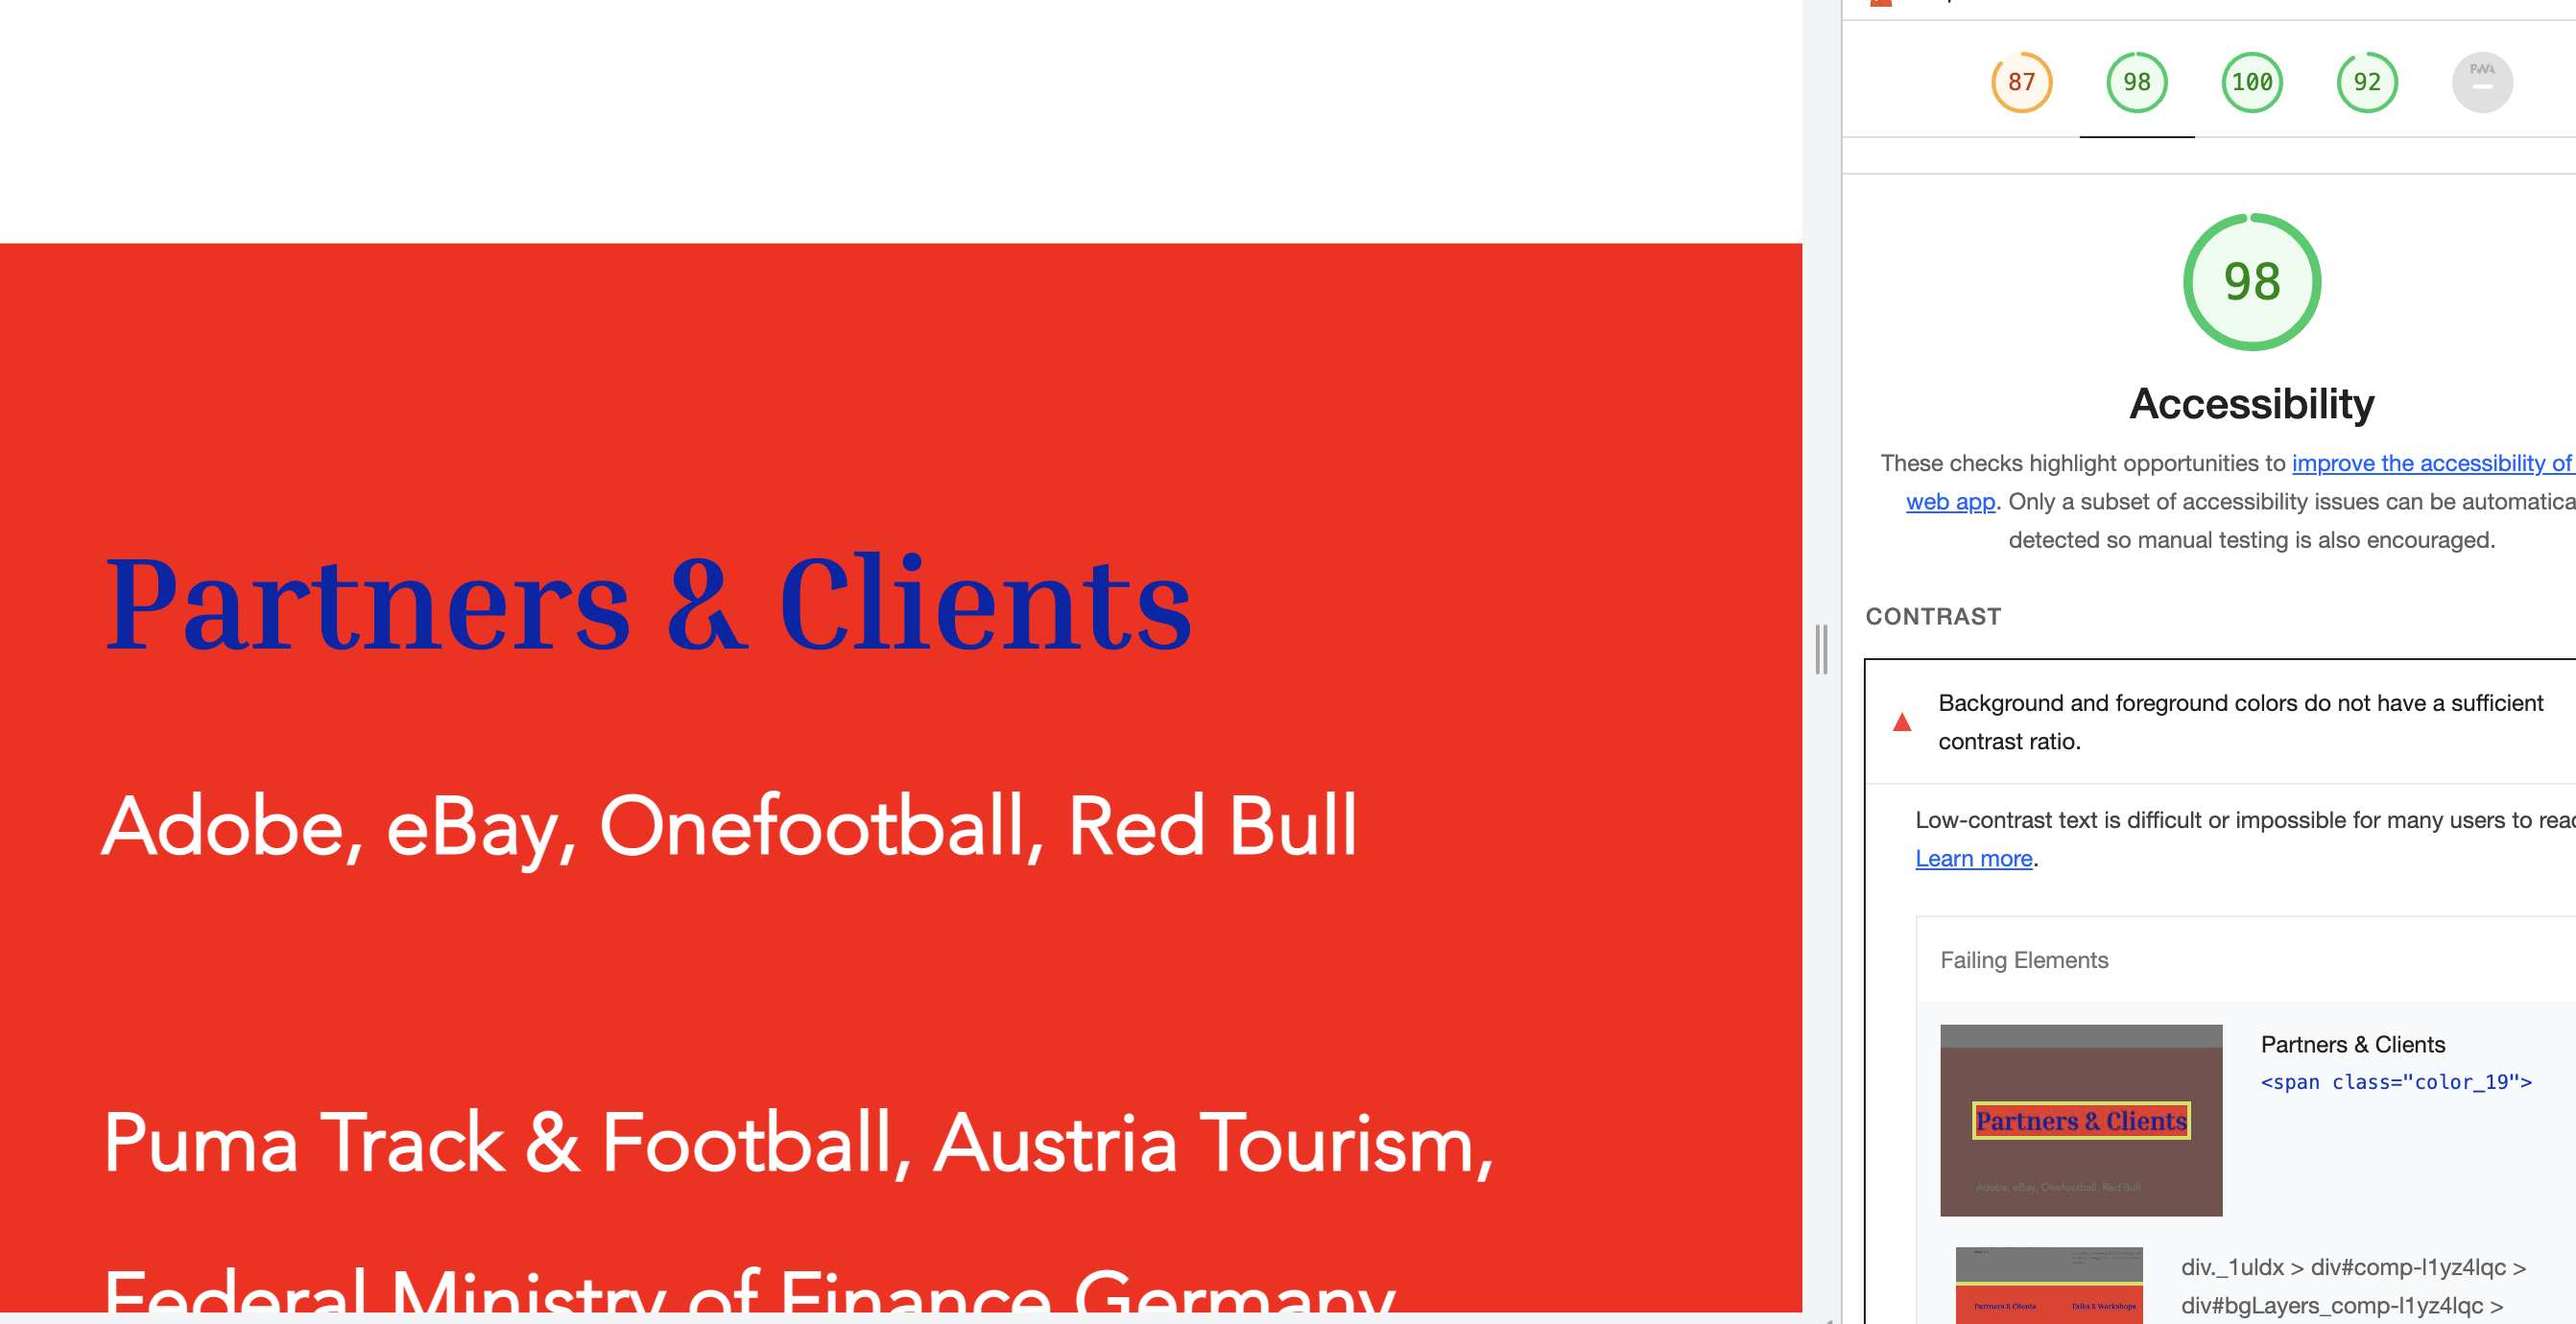 Partners & Clients
Adobe, eBay, Onefootball, Red Bull
Puma Track & Football, Austria Tourism,
Federal Ministry of Finance Germany
87
98
100
92
PWA
98
Accessibility
These checks highlight opportunities to improve the accessibility of
web app. Only a subset of accessibility issues can be automatica
detected so manual testing is also encouraged.
CONTRAST
Background and foreground colors do not have a sufficient
contrast ratio.
Low-contrast text is difficult or impossible for many users to read
Learn more.
Failing Elements
Partners & Clients
Adobe, eBay, Onefootball, Red Bull
Partners & Clients
<span class="color_19">
Partners & Clients
Talks & Workshops
div._1uldx > div#comp-l1yz4lqc >
div#bgLayers_comp-l1yz4lqc >